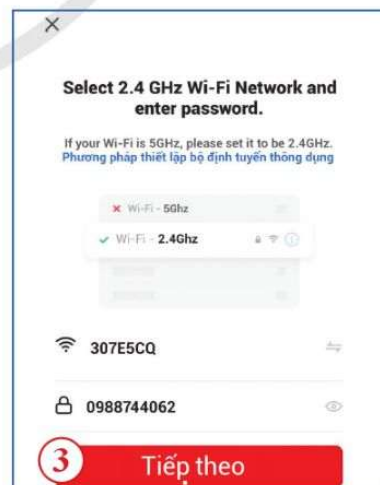 Select 2.4 GHz Wi-Fi Network and
enter password.
If your Wi-Fi is 5GHz, please set it to be 2.4GHz.
Phương pháp thiết lập bộ định tuyến thông dụng
Wi-Fi - 5Ghz
Wi-Fi - 2.4Ghz
307E5CQ
0988744062
3
Tiếp theo